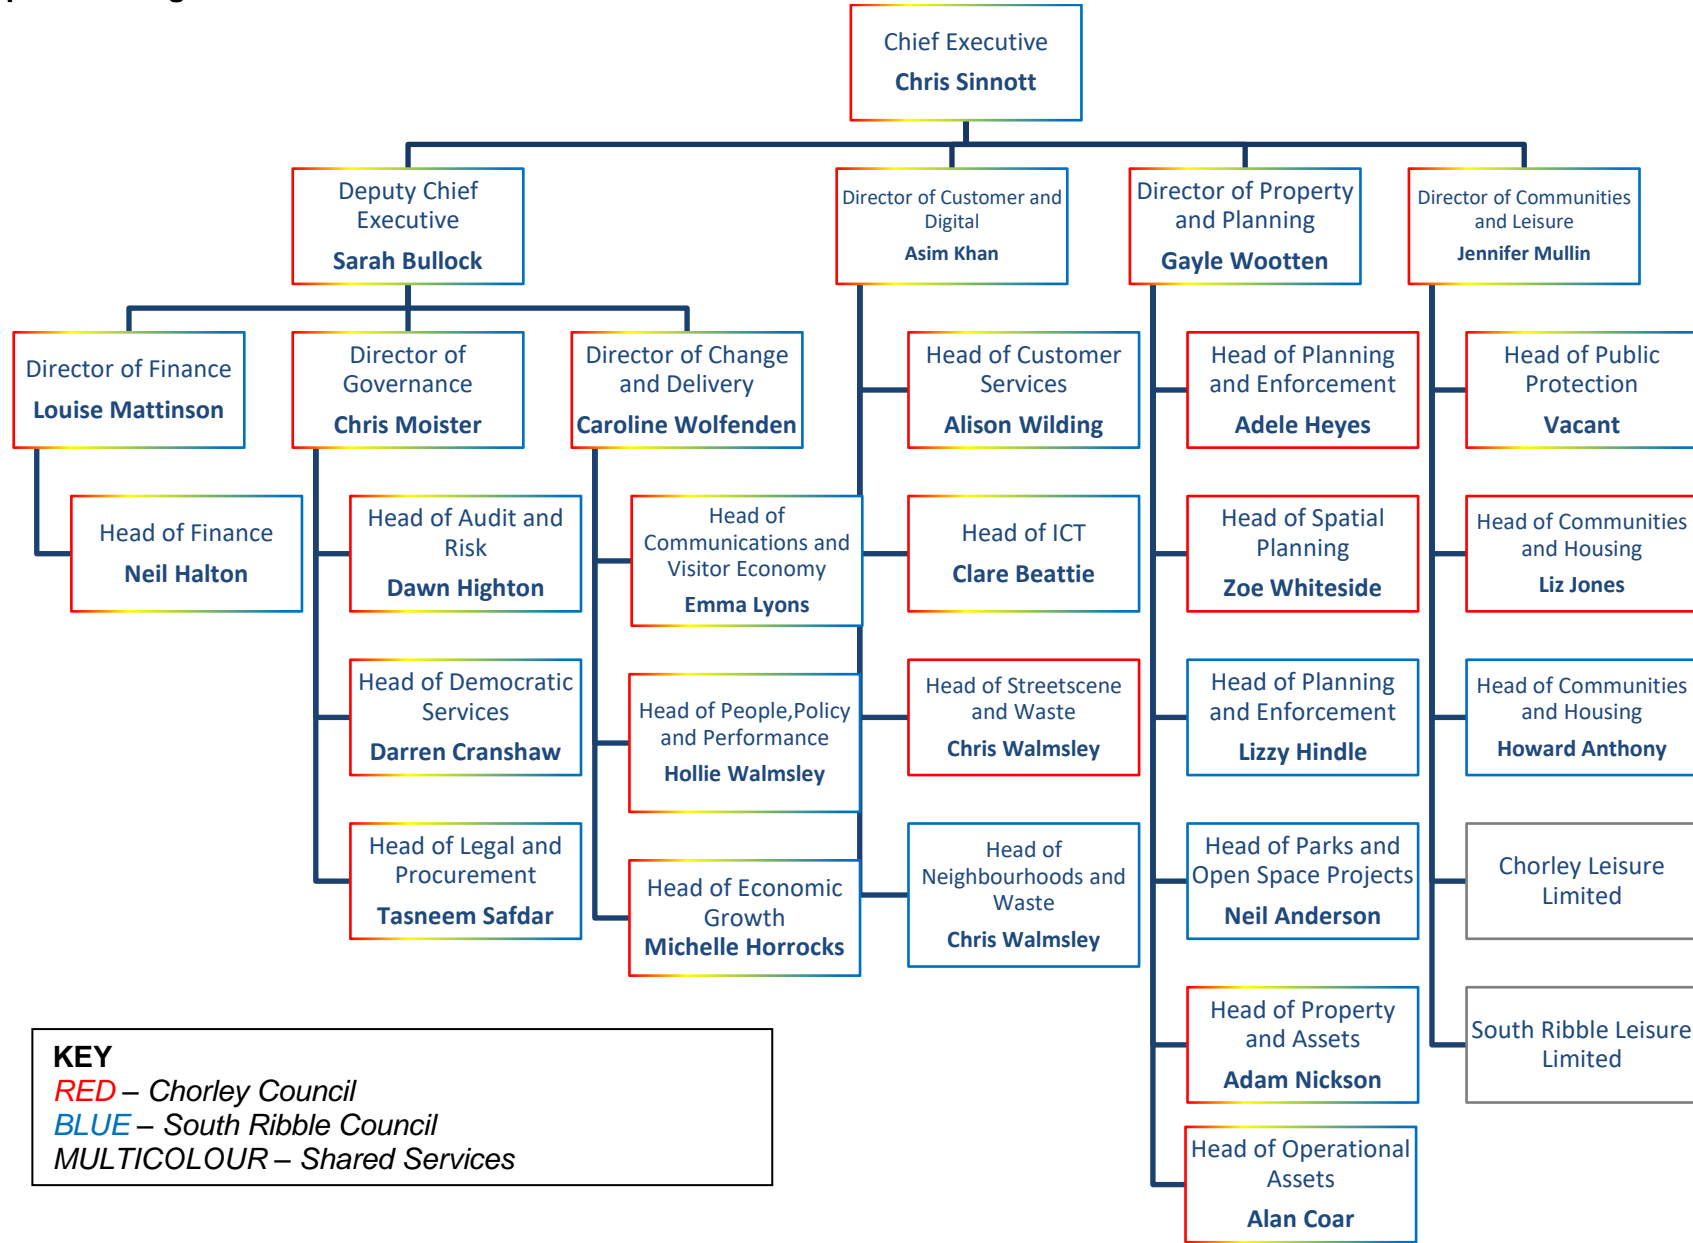 Chief Executive
Chris Sinnott
Deputy Chief
Executive
Sarah Bullock
Director of Customer and
Digital
Asim Khan
Director of Property
and Planning
Gayle Wootten
Director of Communities
and Leisure
Jennifer Mullin
Director of Finance
Louise Mattinson
Director of
Governance
Chris Moister
Director of Change
and Delivery
Caroline Wolfenden
Head of Customer
Services
Alison Wilding
Head of Planning
and Enforcement
Adele Heyes
Head of Public
Protection
Vacant
Head of Finance
Neil Halton
Head of Audit and
Risk
Dawn Highton
Head of
Communications and
Visitor Economy
Emma Lyons
Head of ICT
Clare Beattie
Head of Spatial
Planning
Zoe Whiteside
Head of Communities
and Housing
Liz Jones
Head of Democratic
Services
Darren Cranshaw
Head of People,Policy
and Performance
Hollie Walmsley
Head of Streetscene
and Waste
Chris Walmsley
Head of Planning
and Enforcement
Lizzy Hindle
Head of Communities
and Housing
Howard Anthony
Head of Legal and
Procurement
Tasneem Safdar
Head of Economic
Growth
Michelle Horrocks
Head of
Neighbourhoods and
Waste
Chris Walmsley
Head of Parks and
Open Space Projects
Neil Anderson
Chorley Leisure
Limited
Head of Property
and Assets
Adam Nickson
South Ribble Leisure
Limited
Head of Operational
Assets
Alan Coar
KEY
RED – Chorley Council
BLUE – South Ribble Council
MULTICOLOUR – Shared Services